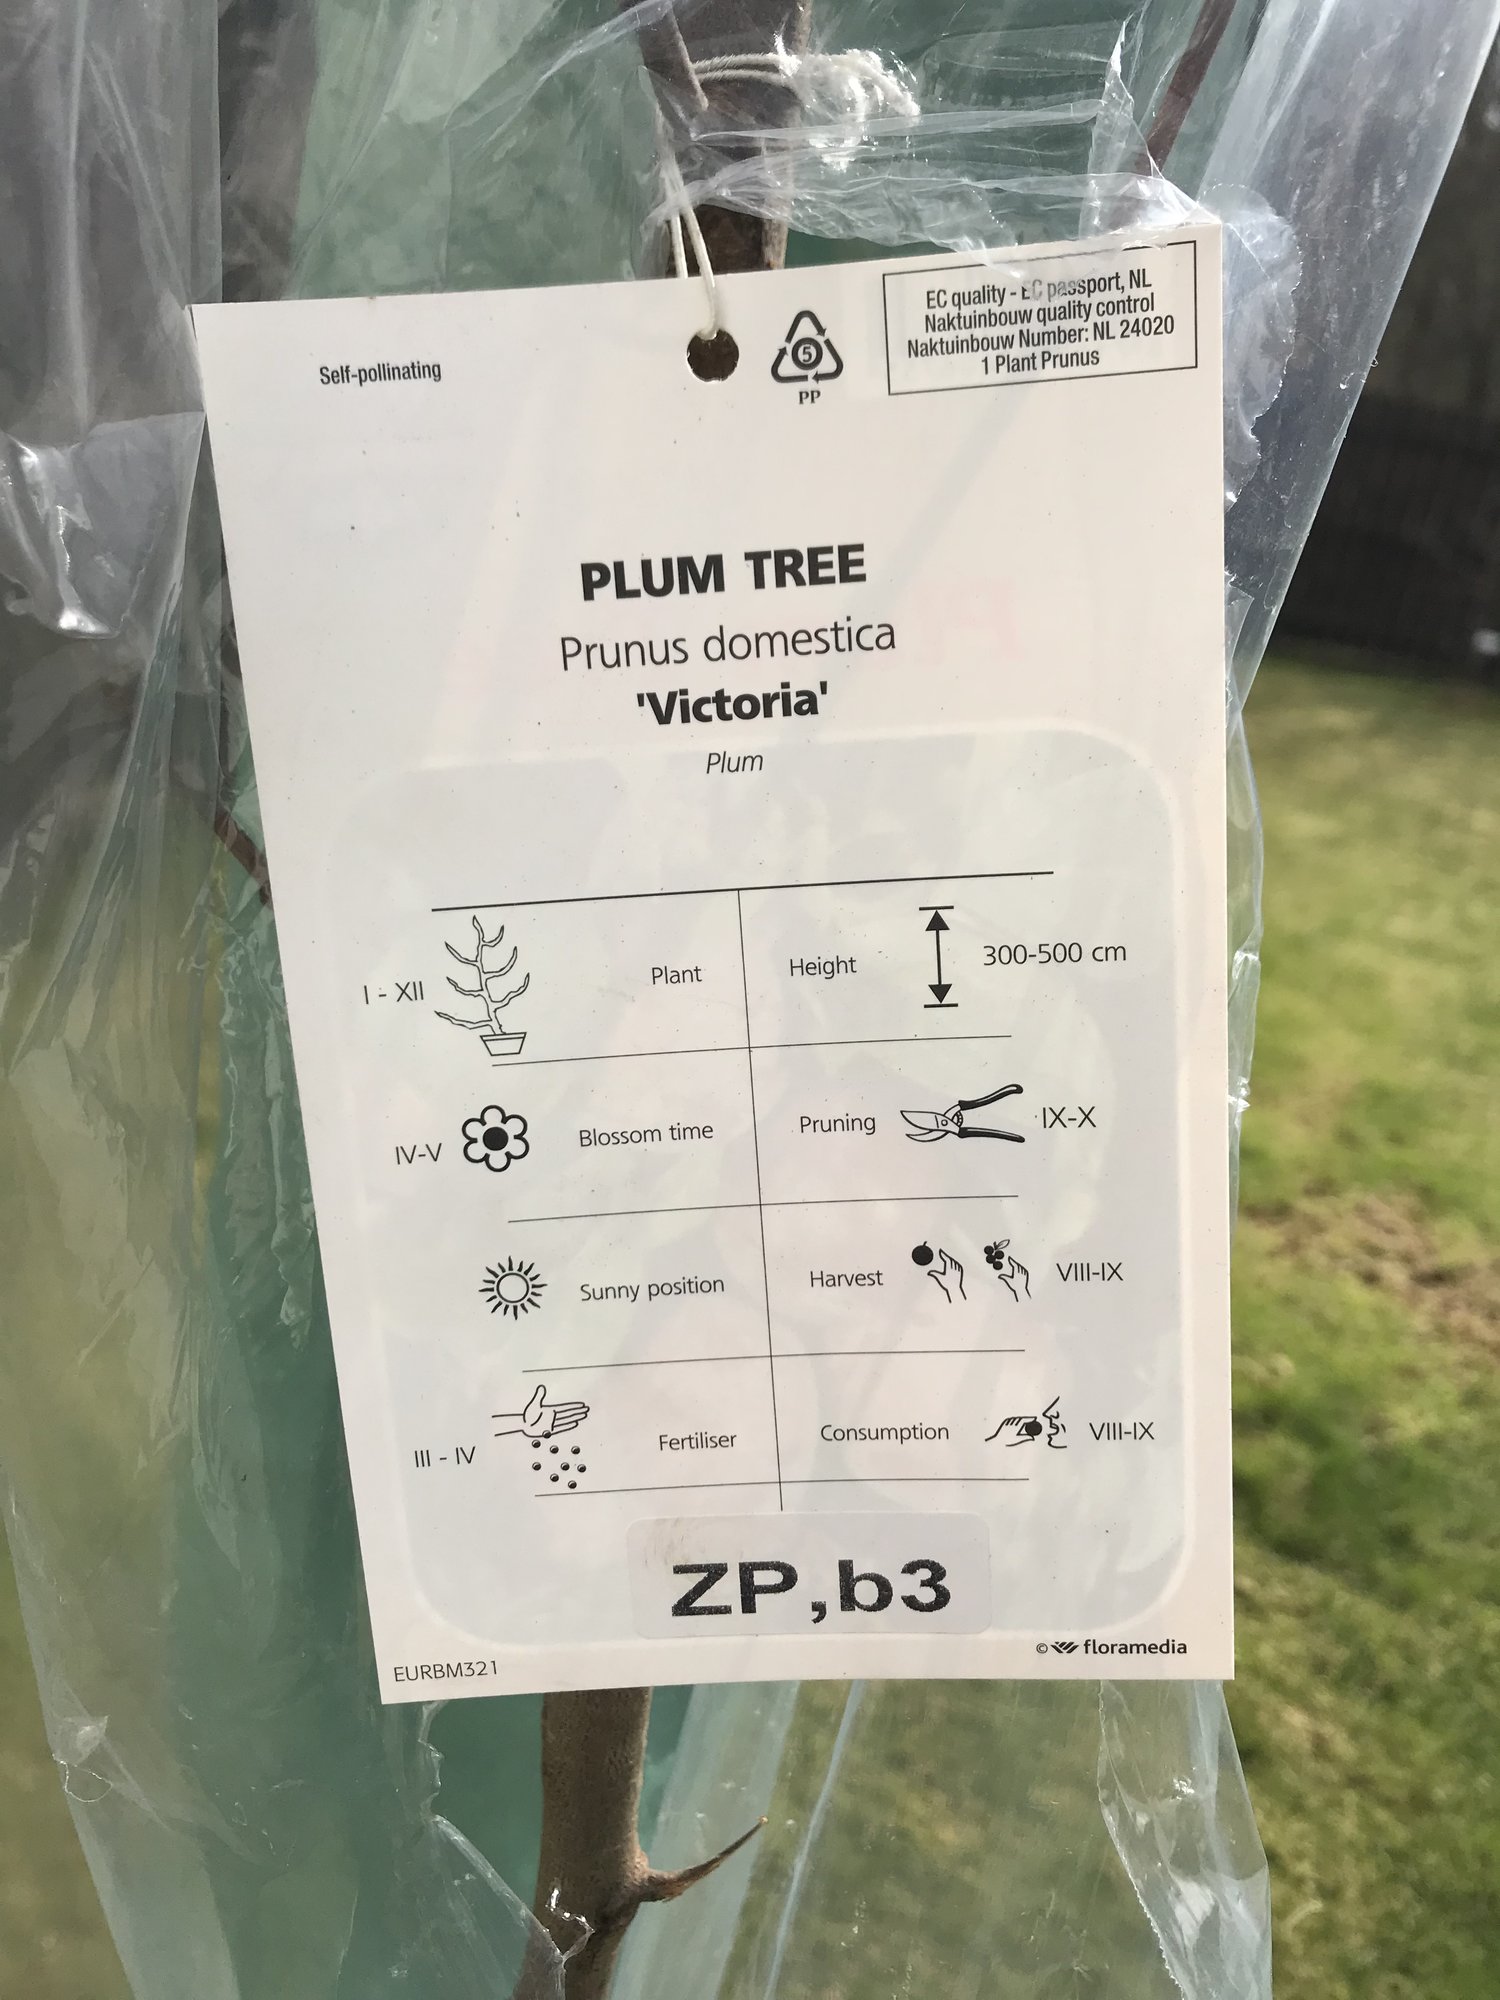 Self-pollinating
5
PP
EC quality - EC passport, NL
Naktuinbouw quality control
Naktuinbouw Number: NL 24020
1 Plant Prunus
PLUM TREE
Prunus domestica
'Victoria'
Plum
I - XII Plant
Height 300-500 cm
IV-V Blossom time
Pruning IX-X
Sunny position
Harvest VIII-IX
III - IV Fertiliser
Consumption VIII-IX
ZP,b3
EURBM321
© floramedia